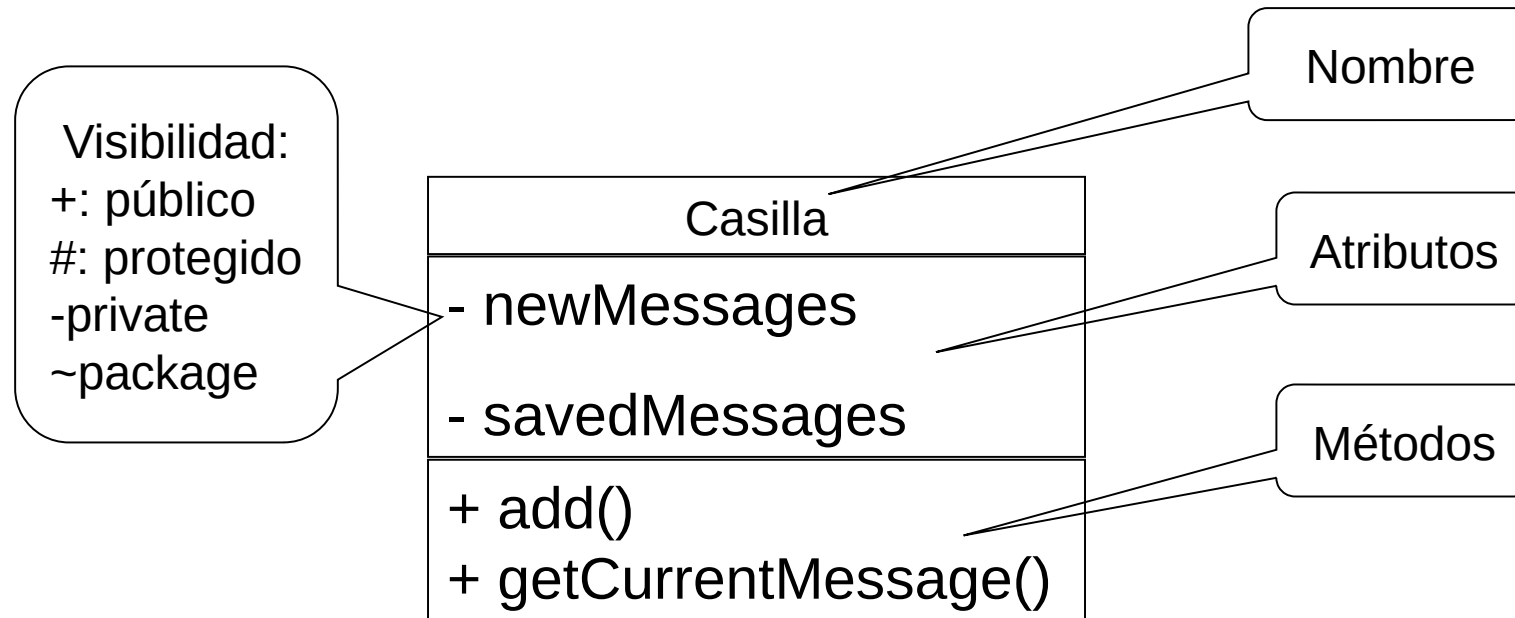 Nombre
Visibilidad:
+: público
#: protegido
-private
~package
Casilla
Atributos
- newMessages
- savedMessages
Métodos
+ add()
+ getCurrentMessage()